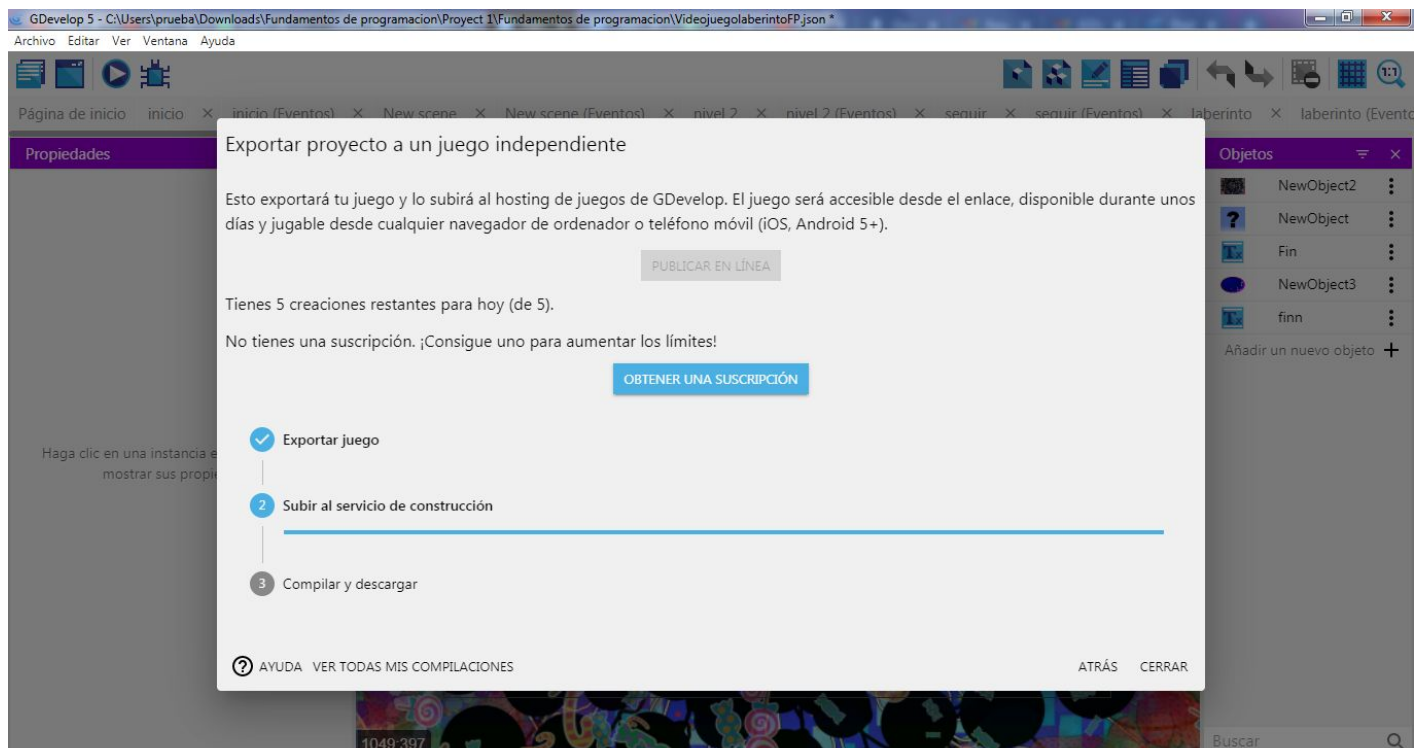 GDevelop 5 - C:\Users\prueba\Downloads\Fundamentos de programacion\Proyect 1\Fundamentos de programacion\VideojuegolaberintoFP.json *
Archivo Editar Ver Ventana Ayuda
1:1
Página de inicio inicio × inicio (Eventos) × New scene × New scene (Eventos) × nivel 2 × nivel 2 (Eventos) × seguir × seguir (Eventos) × laberinto × laberinto (Evento
Propiedades
Objetos
Exportar proyecto a un juego independiente
NewObject2
Esto exportará tu juego y lo subirá al hosting de juegos de GDevelop. El juego será accesible desde el enlace, disponible durante unos
días y jugable desde cualquier navegador de ordenador o teléfono móvil (iOS, Android 5+).
? NewObject
Tx Fin
PUBLICAR EN LÍNEA
NewObject3
Tienes 5 creaciones restantes para hoy (de 5).
Tx finn
No tienes una suscripción. ¡Consigue uno para aumentar los límites!
Añadir un nuevo objeto +
OBTENER UNA SUSCRIPCIÓN
Exportar juego
Haga clic en una instancia e
mostrar sus propie
2 Subir al servicio de construcción
3 Compilar y descargar
? AYUDA VER TODAS MIS COMPILACIONES
ATRÁS CERRAR
1049;397
Buscar